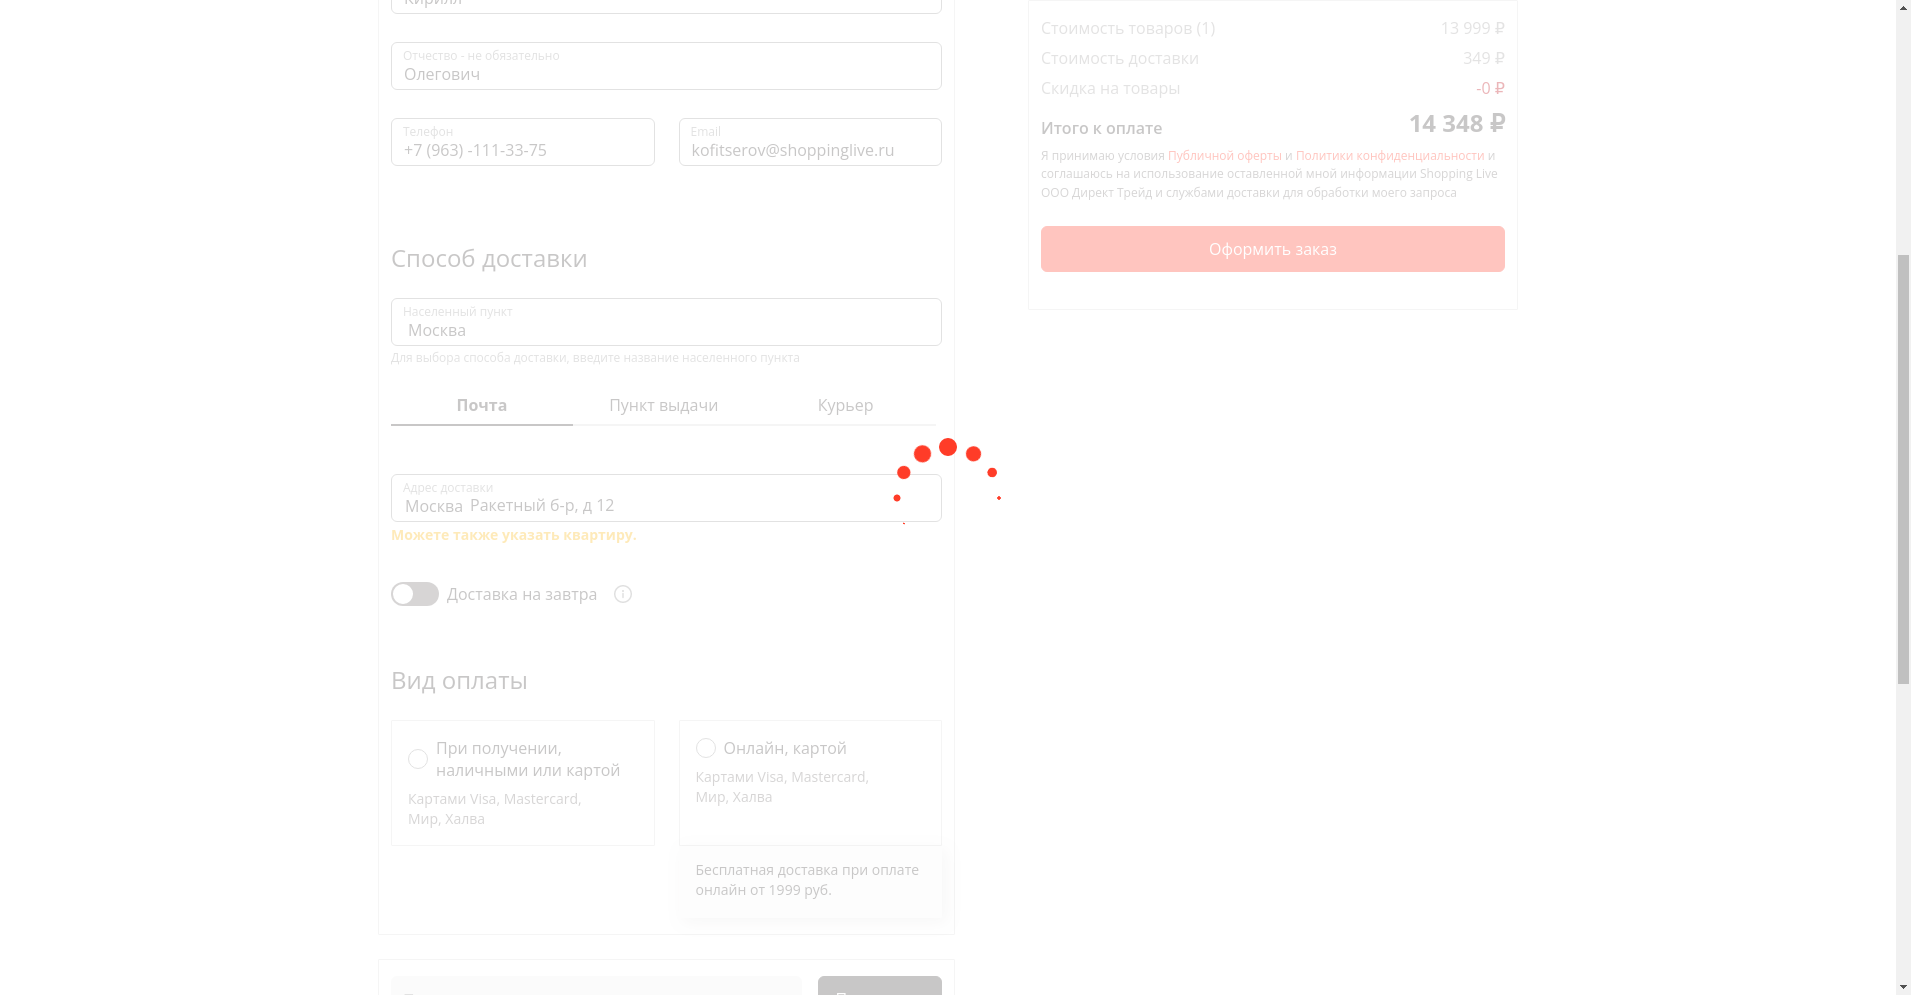 Кирилл
Отчество - не обязательно
Олегович
Телефон
+7 (963) -111-33-75
Email
kofitserov@shoppinglive.ru
Способ доставки
Населенный пункт
Москва
Для выбора способа доставки, введите название населенного пункта
Почта
Пункт выдачи
Курьер
Адрес доставки
Москва Ракетный б-р, д 12
Можете также указать квартиру.
Доставка на завтра
Вид оплаты
При получении,
наличными или картой
Картами Visa, Mastercard,
Мир, Халва
Онлайн, картой
Картами Visa, Mastercard,
Мир, Халва
Бесплатная доставка при оплате
онлайн от 1999 руб.
Стоимость товаров (1) 13 999 ₽
Стоимость доставки 349 ₽
Скидка на товары -0 ₽
Итого к оплате 14 348 ₽
Я принимаю условия Публичной оферты и Политики конфиденциальности и
соглашаюсь на использование оставленной мной информации Shopping Live
ООО Директ Трейд и службами доставки для обработки моего запроса
Оформить заказ